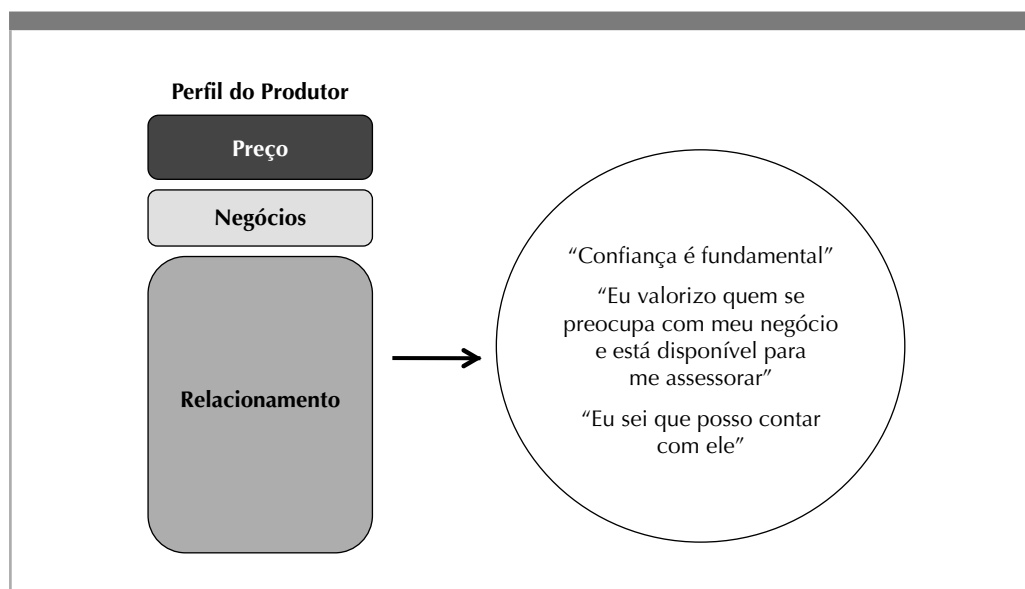 Perfil do Produtor
Preço
Negócios
Relacionamento
“Confiança é fundamental”
“Eu valorizo quem se
preocupa com meu negócio
e está disponível para
me assessorar”
“Eu sei que posso contar
com ele”